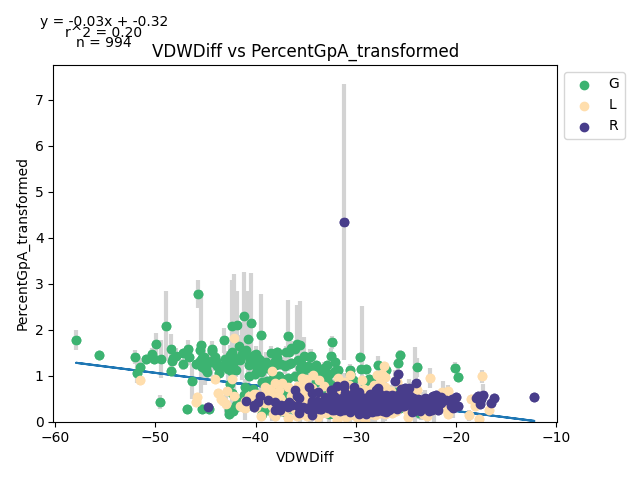 y = -0.03x + -0.32
r^2 = 0.20
n = 994
VDWDiff vs PercentGpA_transformed
G
L
R
PercentGpA_transformed
7
6
5
4
3
2
1
0
−60 −50 −40 −30 −20 −10
VDWDiff